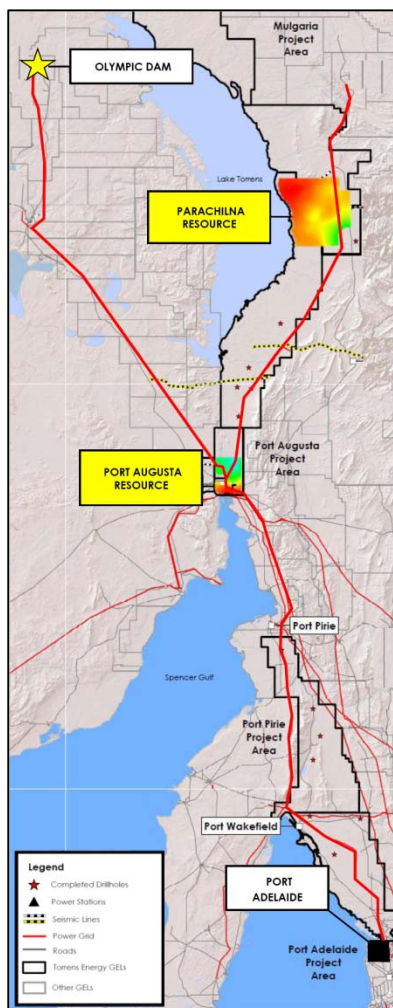 Mulgaria
Project
Area
OLYMPIC DAM
Lake Torrens
PARACHILNA
RESOURCE
Port Augusta
Project
Area
PORT AUGUSTA
RESOURCE
Port Pirie
Spencer Gulf
Port Pirie
Project
Area
Port Wakefield
PORT
ADELAIDE
Port Adelaide
Project
Area
Legend
Completed Drillholes
Power Stations
Seismic Lines
Power Grid
Roads
Torrens Energy GELs
Other GELs